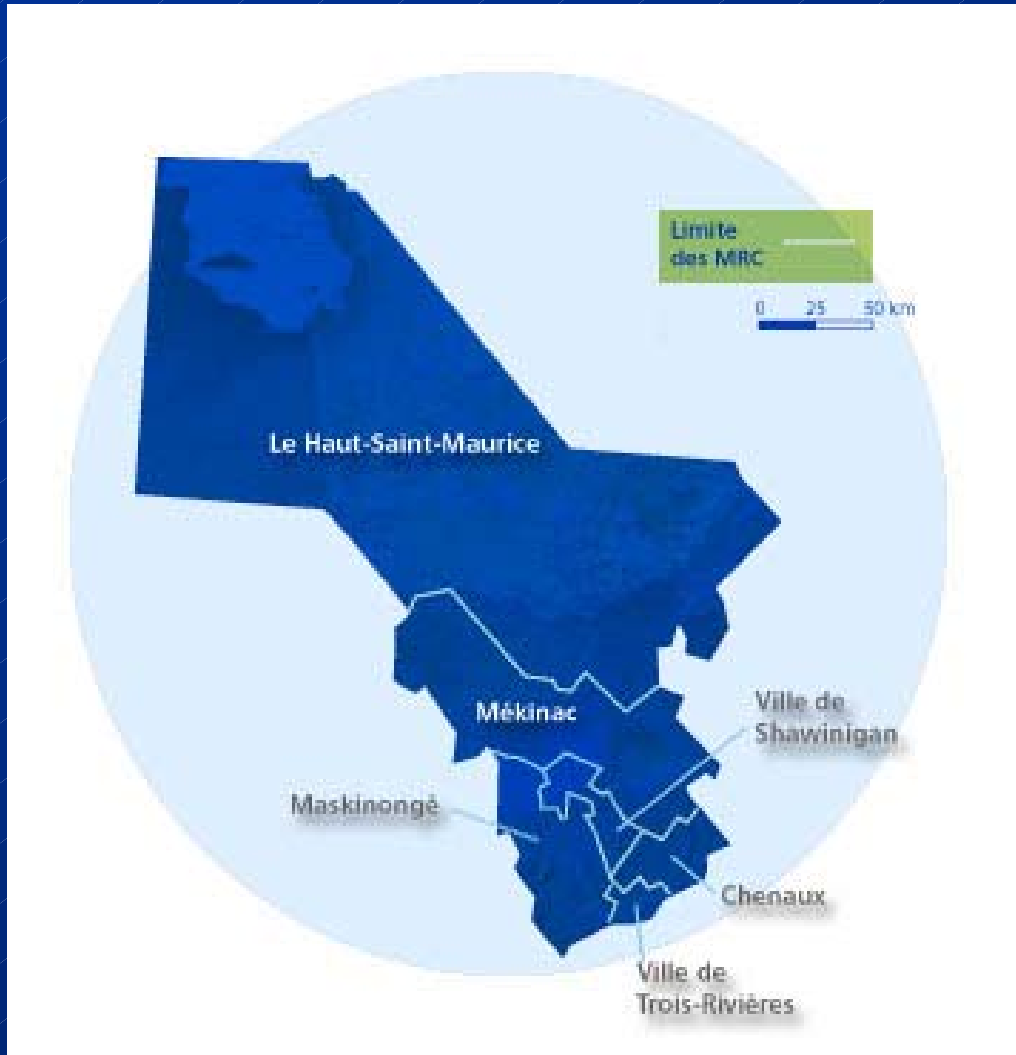 Limite
des MRC
0 25 50 km
Le Haut-Saint-Maurice
Mékinac
Ville de
Shawinigan
Maskinongé
Chenaux
Ville de
Trois-Rivières